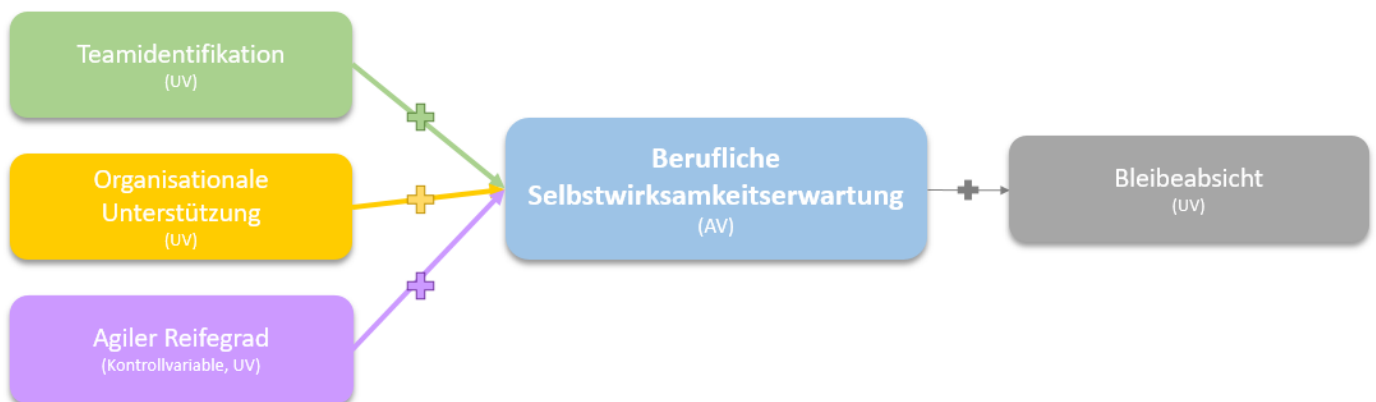 Teamidentifikation
(UV)
Organisationale
Unterstützung
(UV)
Agiler Reifegrad
(Kontrollvariable, UV)
Berufliche
Selbstwirksamkeitserwartung
(AV)
Bleibeabsicht
(UV)